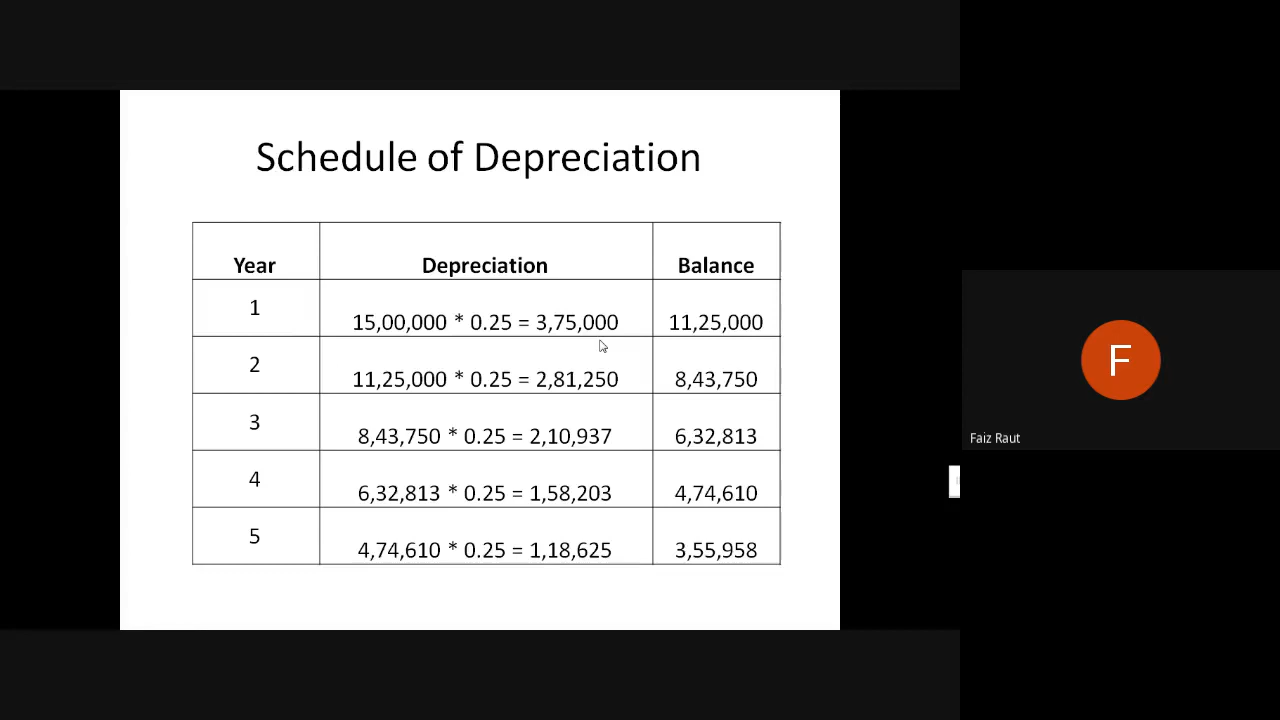 Schedule of Depreciation
Year Depreciation Balance
1 15,00,000 * 0.25 = 3,75,000 11,25,000
2 11,25,000 * 0.25 = 2,81,250 8,43,750
3 8,43,750 * 0.25 = 2,10,937 6,32,813
4 6,32,813 * 0.25 = 1,58,203 4,74,610
5 4,74,610 * 0.25 = 1,18,625 3,55,958
F
Faiz Raut